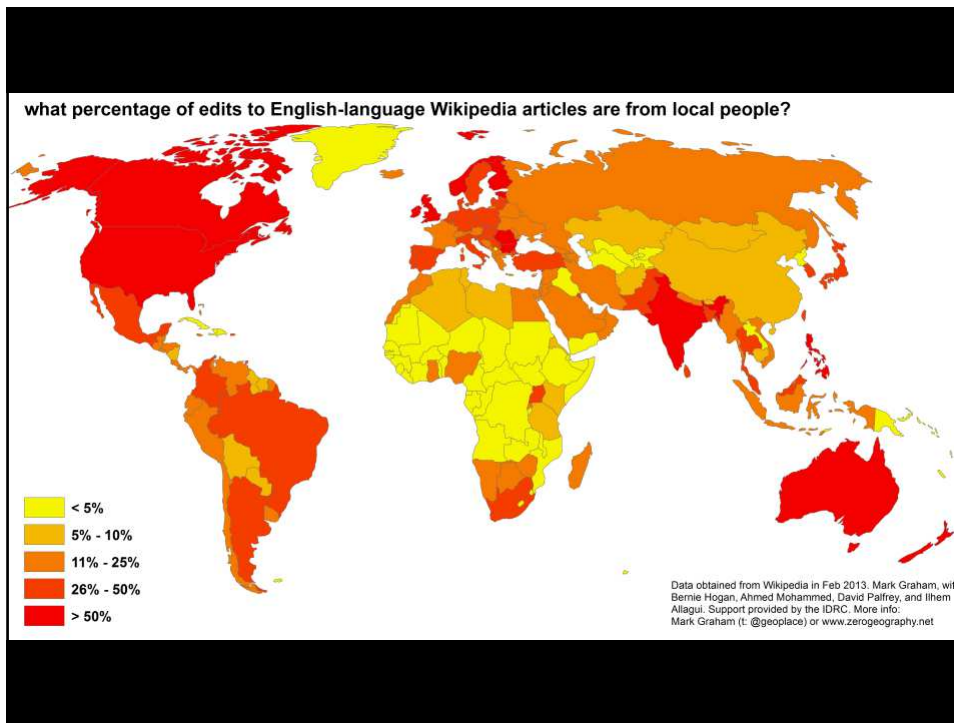 what percentage of edits to English-language Wikipedia articles are from local people?
< 5%
5% - 10%
11% - 25%
26% - 50%
> 50%
Data obtained from Wikipedia in Feb 2013. Mark Graham, wit
Bernie Hogan, Ahmed Mohammed, David Palfrey, and Ilhem
Allagui. Support provided by the IDRC. More info:
Mark Graham (t: @geoplace) or www.zerogeography.net